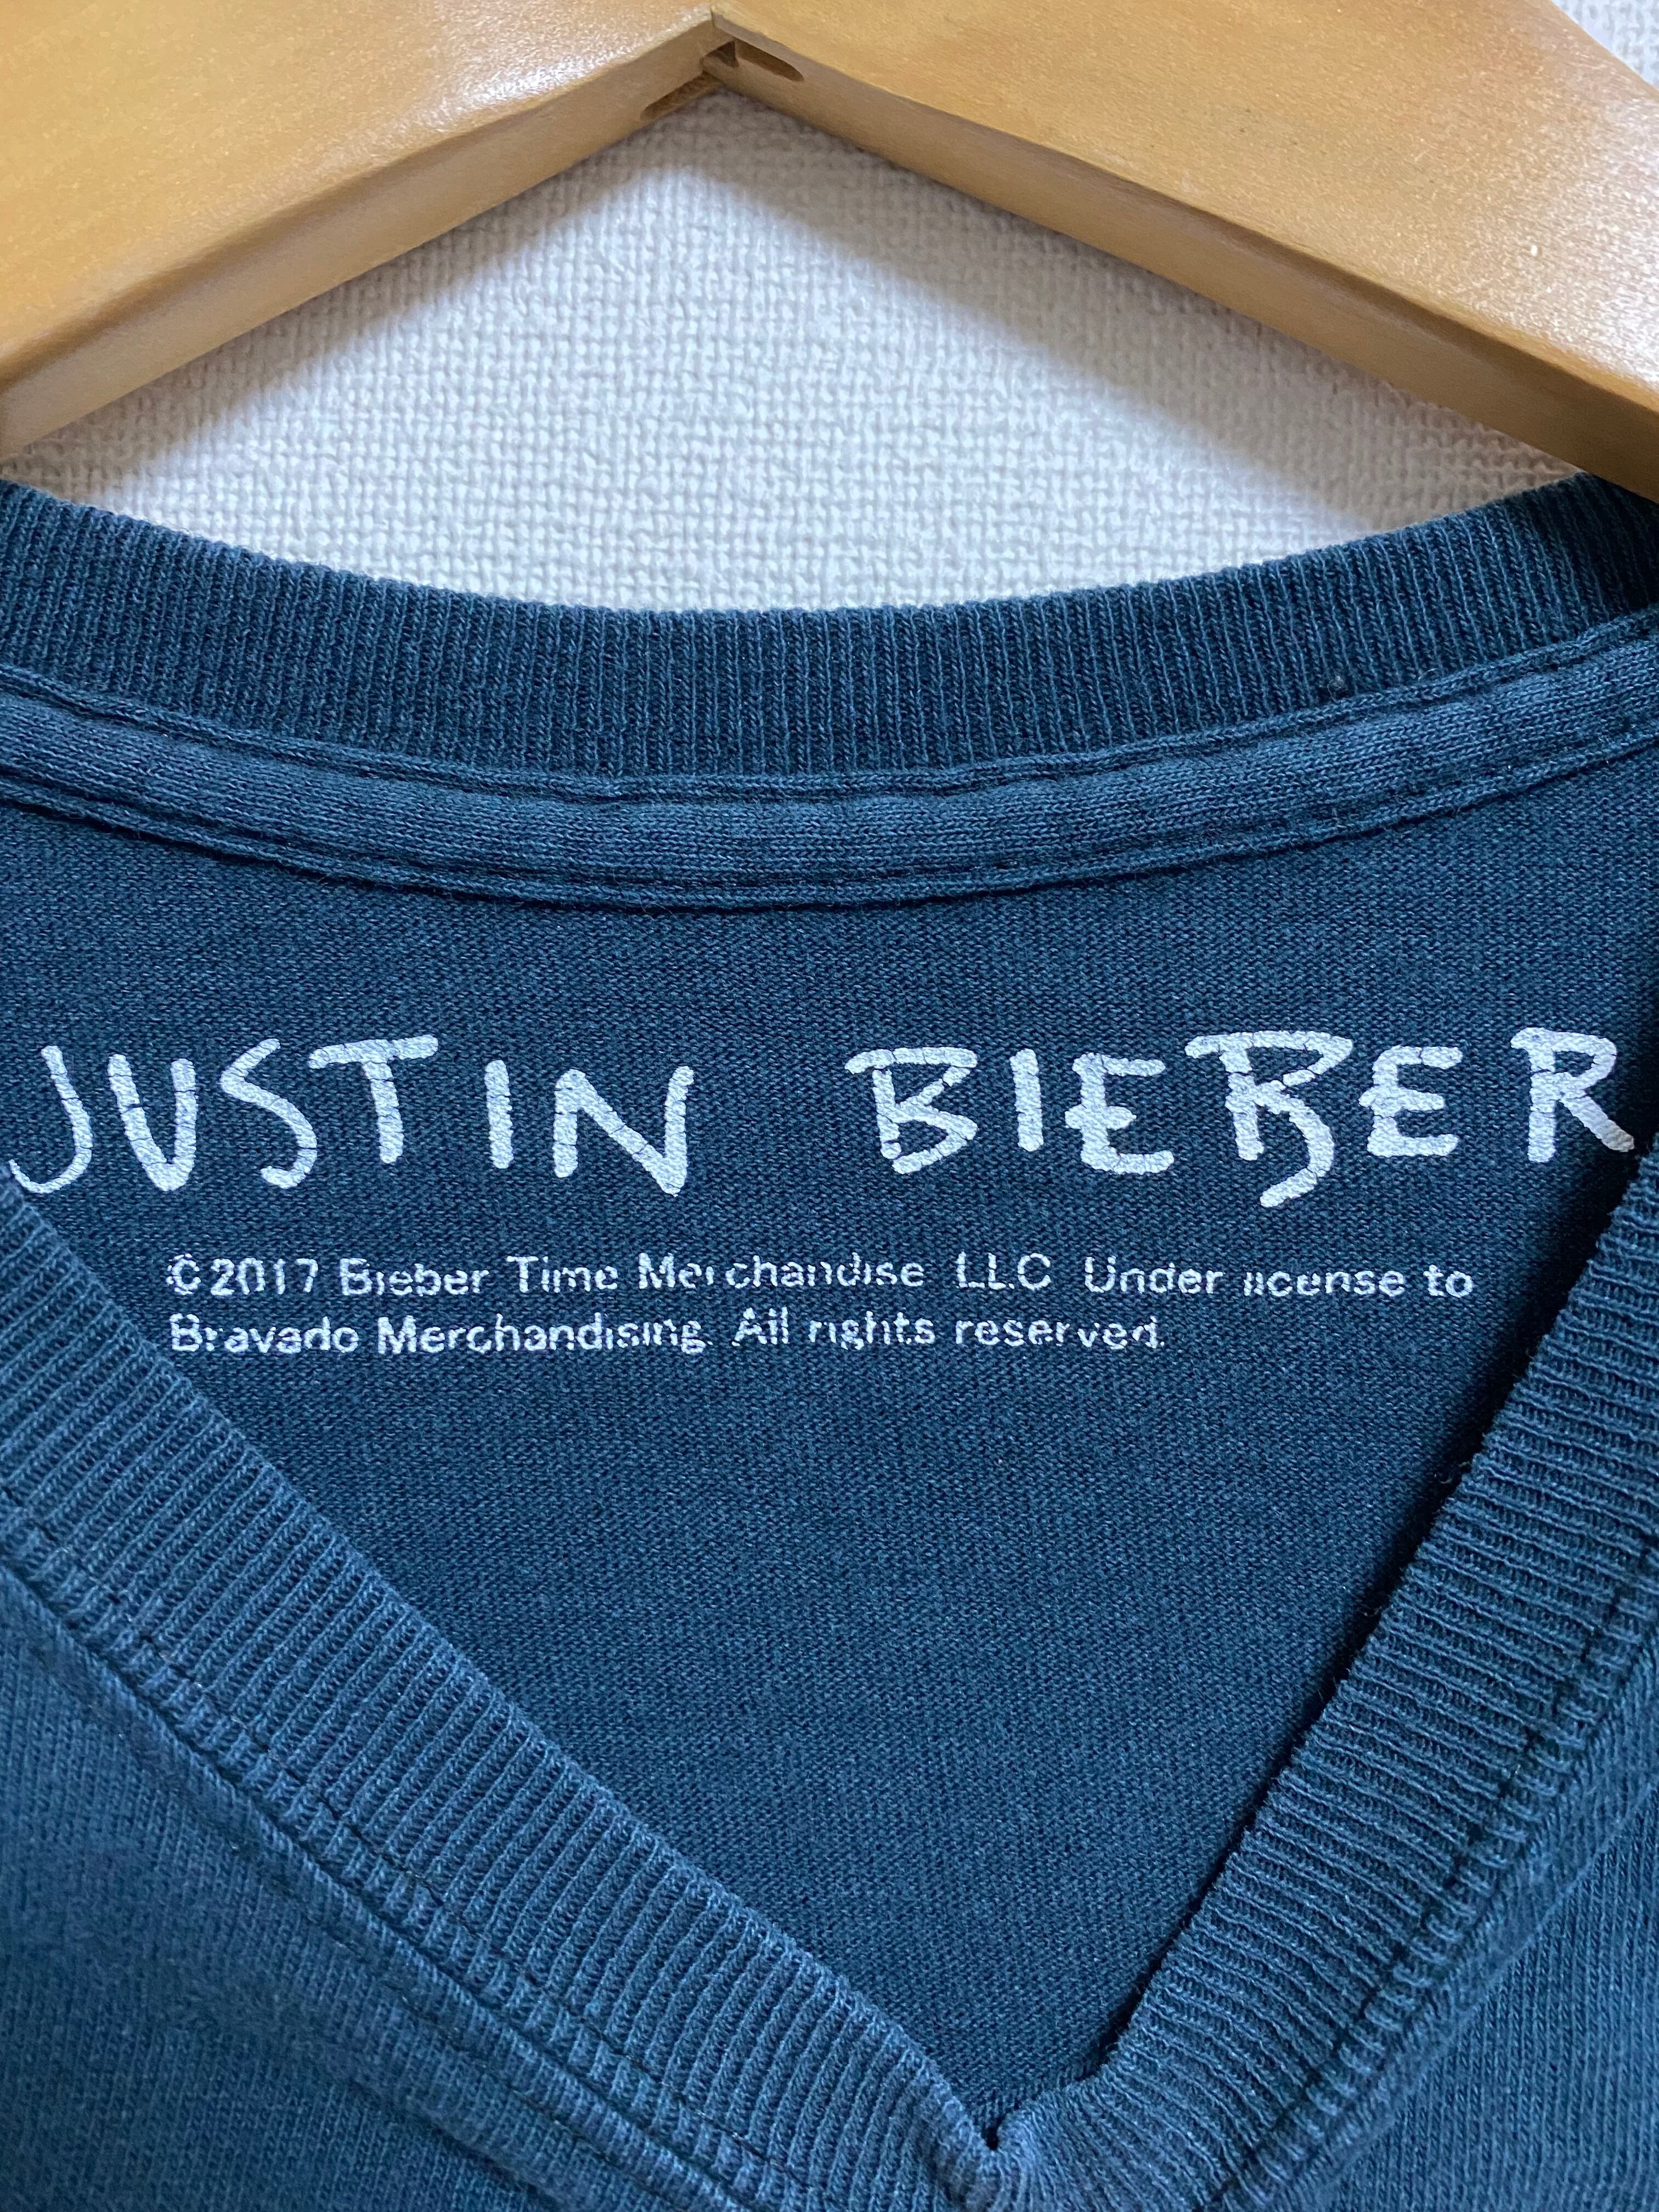 JUSTIN BIEBER
©2017 Bieber Time Merchandise LLC Under license to
Bravado Merchandising. All rights reserved.